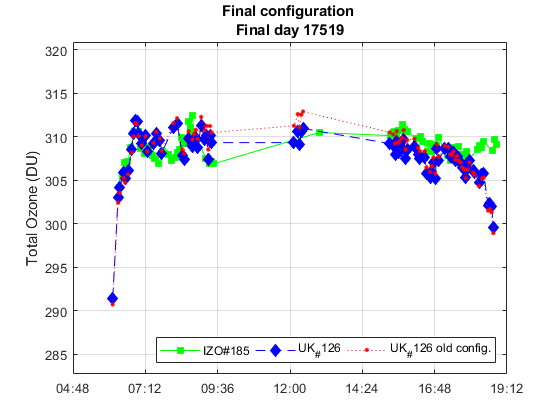 Final configuration
Final day 17519
Total Ozone (DU)
320
315
310
305
300
295
290
285
IZO#185 UK#126 UK#126 old config.
04:48 07:12 09:36 12:00 14:24 16:48 19:12